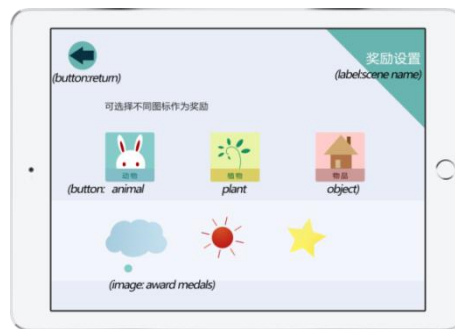 奖励设置
(button:return)
(label:scene name)
可选择不同图标作为奖励
动物
植物
物品
(button: animal
plant
object)
(image: award medals)